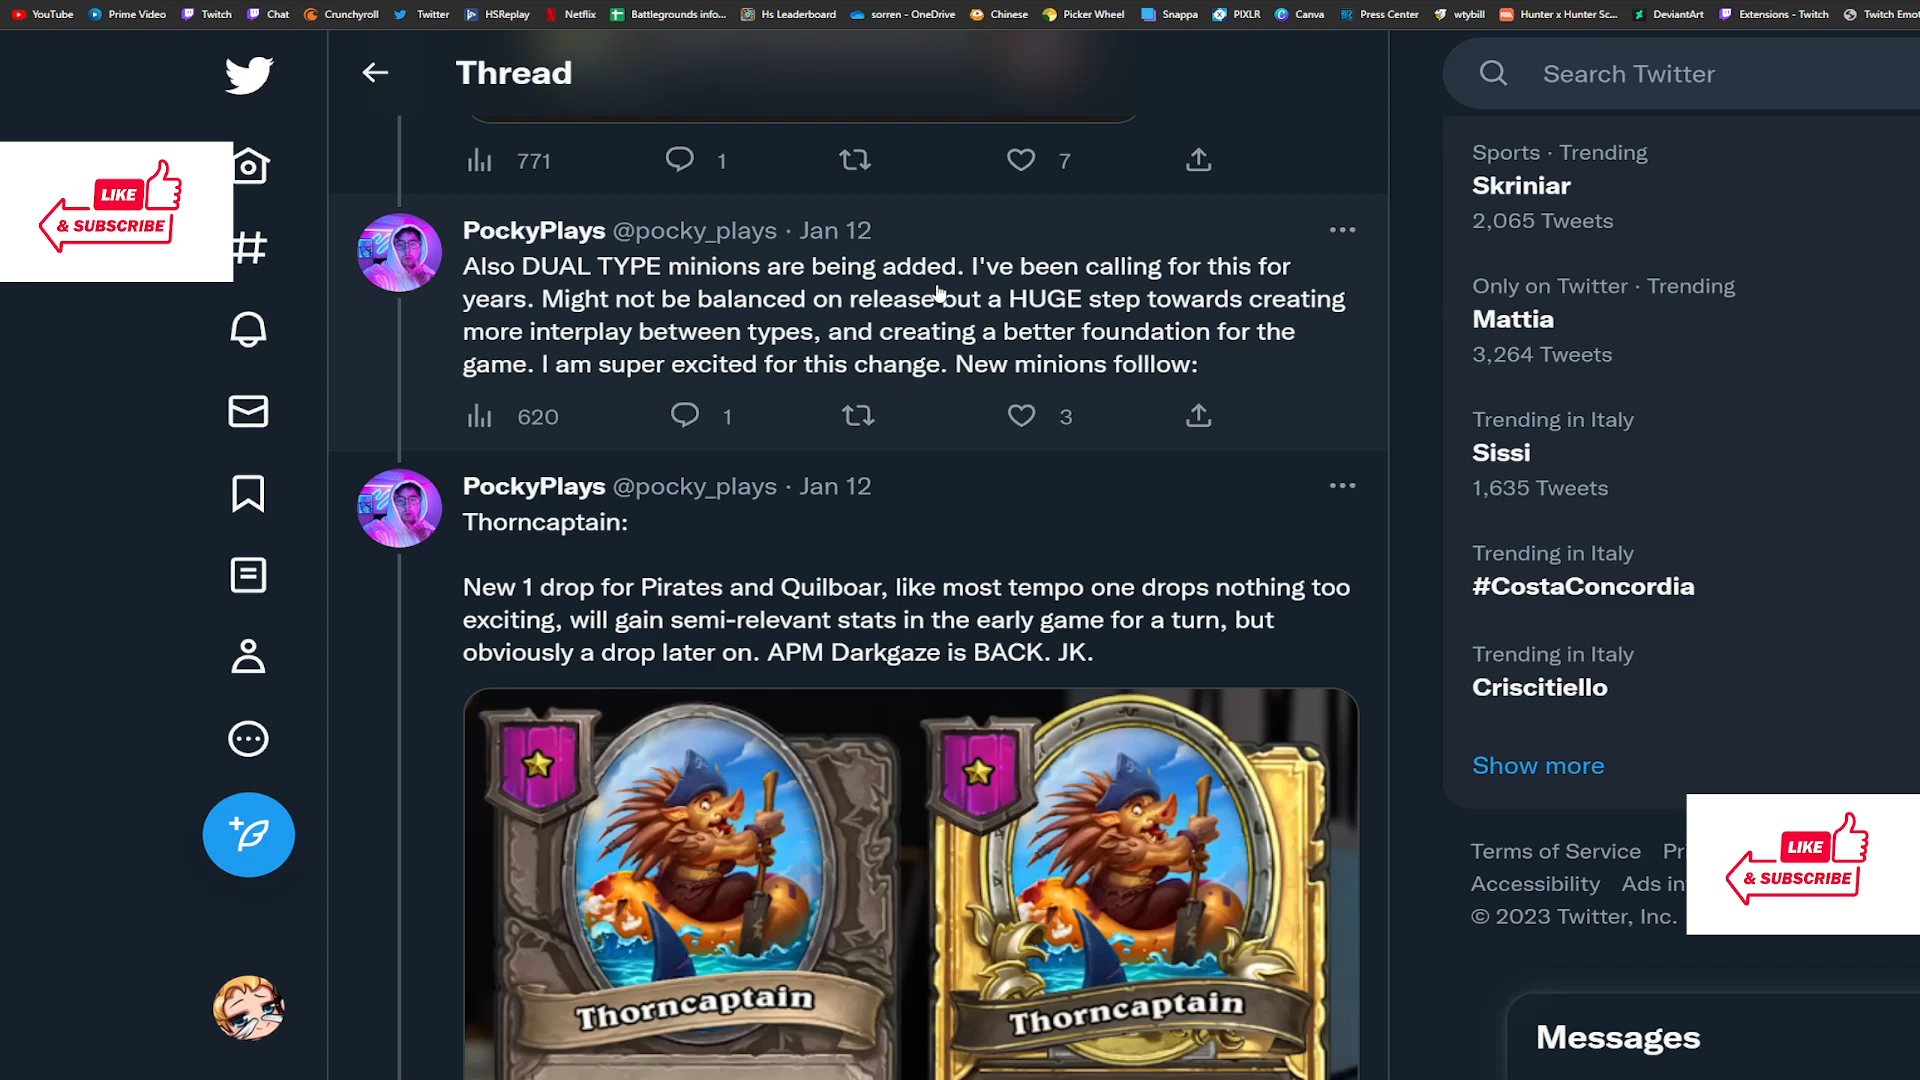 YouTube Prime Video Twitch Chat Crunchyroll Twitter HSReplay Netflix Battlegrounds info... Hs Leaderboard sorren - OneDrive Chinese Picker Wheel Snappa PIXLR Canva Press Center wtybill Hunter x Hunter Sc... DeviantArt Extensions - Twitch Twitch Emot
Thread
Search Twitter
771 1 7
LIKE
& SUBSCRIBE
PockyPlays @pocky_plays · Jan 12
Also DUAL TYPE minions are being added. I've been calling for this for
years. Might not be balanced on release but a HUGE step towards creating
more interplay between types, and creating a better foundation for the
game. I am super excited for this change. New minions folllow:
620 1 3
PockyPlays @pocky_plays · Jan 12
Thorncaptain:
New 1 drop for Pirates and Quilboar, like most tempo one drops nothing too
exciting, will gain semi-relevant stats in the early game for a turn, but
obviously a drop later on. APM Darkgaze is BACK. JK.
Thorncaptain
Thorncaptain
Sports · Trending
Skriniar
2,065 Tweets
Only on Twitter · Trending
Mattia
3,264 Tweets
Trending in Italy
Sissi
1,635 Tweets
Trending in Italy
#CostaConcordia
Trending in Italy
Criscitiello
Show more
Terms of Service Pri
Accessibility Ads in
© 2023 Twitter, Inc.
LIKE
& SUBSCRIBE
Messages